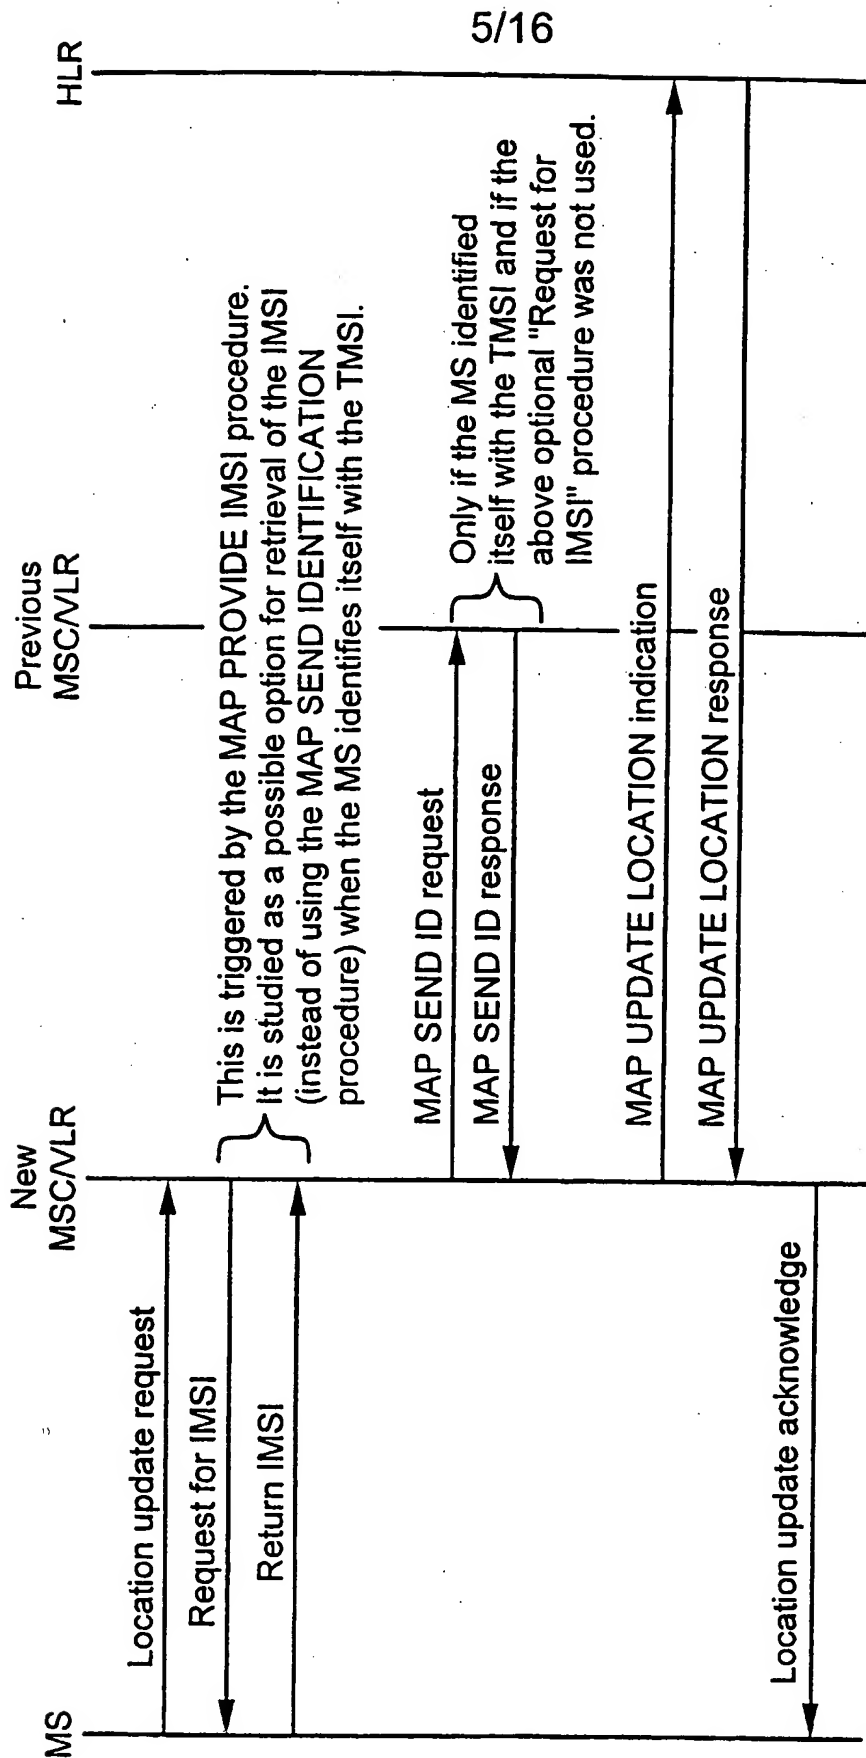 5/16
MS
New
MSC/VLR
Previous
MSC/VLR
HLR
Location update request
Request for IMSI
Return IMSI
This is triggered by the MAP PROVIDE IMSI procedure.
It is studied as a possible option for retrieval of the IMSI
(instead of using the MAP SEND IDENTIFICATION
procedure) when the MS identifies itself with the TMSI.
MAP SEND ID request
MAP SEND ID response
Only if the MS identified
itself with the TMSI and if the
above optional "Request for
IMSI" procedure was not used.
MAP UPDATE LOCATION indication
MAP UPDATE LOCATION response
Location update acknowledge